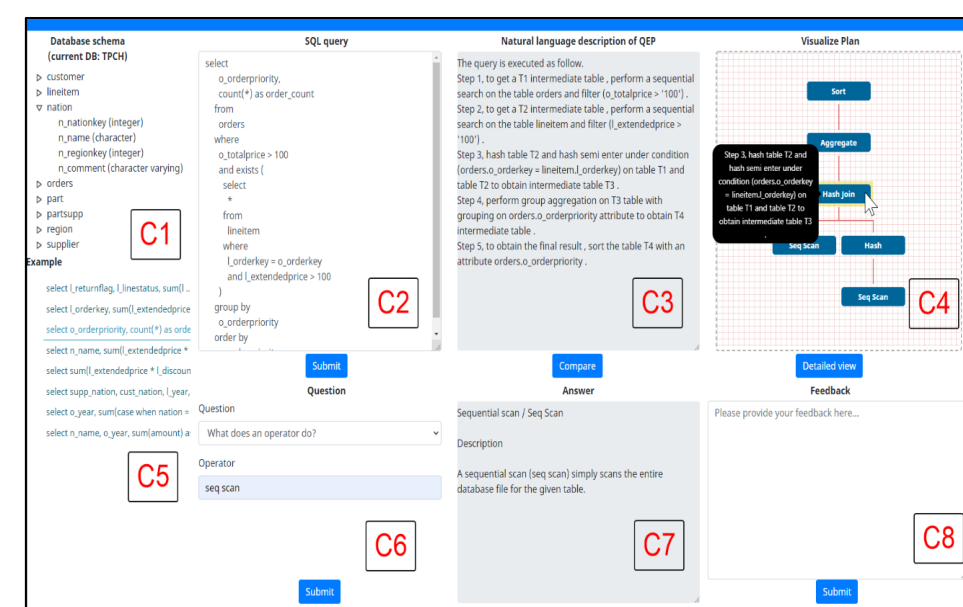 Database schema
(current DB: TPCH)
customer
lineitem
nation
n_nationkey (integer)
n_name (character)
n_regionkey (integer)
n_comment (character varying)
orders
part
partsupp
region
supplier
C1
Example
select l_returnflag, l_linestatus, sum(l ..
select l_orderkey, sum(l_extendedprice
select o_orderpriority, count(*) as orde
select n_name, sum(l_extendedprice *
select sum(l_extendedprice * l_discoun
select supp_nation, cust_nation, l_year,
select o_year, sum(case when nation =
select n_name, o_year, sum(amount) a
C5
SQL query
select
o_orderpriority,
count(*) as order_count
from
orders
where
o_totalprice > 100
and exists (
select
*
from
lineitem
where
l_orderkey = o_orderkey
and l_extendedprice > 100
)
group by
o_orderpriority
order by
C2
Submit
Natural language description of QEP
The query is executed as follow.
Step 1, to get a T1 intermediate table , perform a sequential
search on the table orders and filter (o_totalprice > '100') .
Step 2, to get a T2 intermediate table , perform a sequential
search on the table lineitem and filter (l_extendedprice >
'100') .
Step 3, hash table T2 and hash semi enter under condition
(orders.o_orderkey = lineitem.l_orderkey) on table T1 and
table T2 to obtain intermediate table T3 .
Step 4, perform group aggregation on T3 table with
grouping on orders.o_orderpriority attribute to obtain T4
intermediate table .
Step 5, to obtain the final result , sort the table T4 with an
attribute orders.o_orderpriority .
C3
Compare
Visualize Plan
Sort
Aggregate
Step 3, hash table T2 and
hash semi enter under
condition (orders.o_orderkey
= lineitem.l_orderkey) on
table T1 and table T2 to
obtain intermediate table T3
.
Hash Join
Seq Scan
Hash
Seq Scan
C4
Detailed view
Question
Question
What does an operator do?
Operator
seq scan
C6
Submit
Answer
Sequential scan / Seq Scan
Description
A sequential scan (seq scan) simply scans the entire
database file for the given table.
C7
Feedback
Please provide your feedback here...
C8
Submit